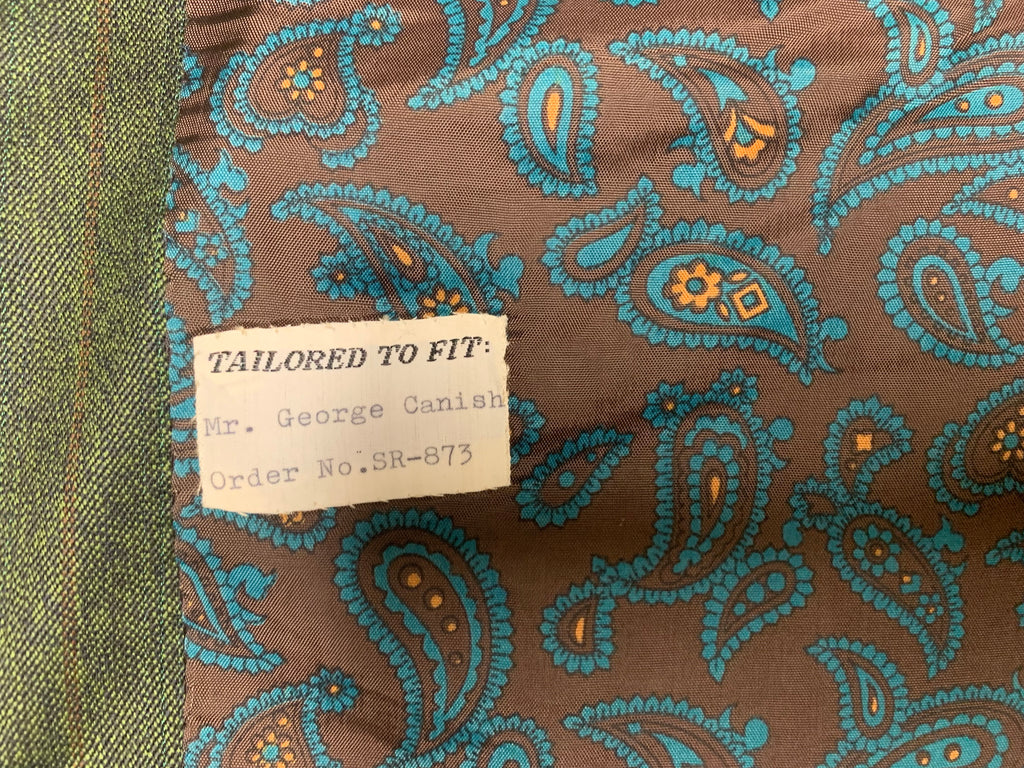 TAILORED TO FIT:
Mr. George Canish
Order No.SR-873